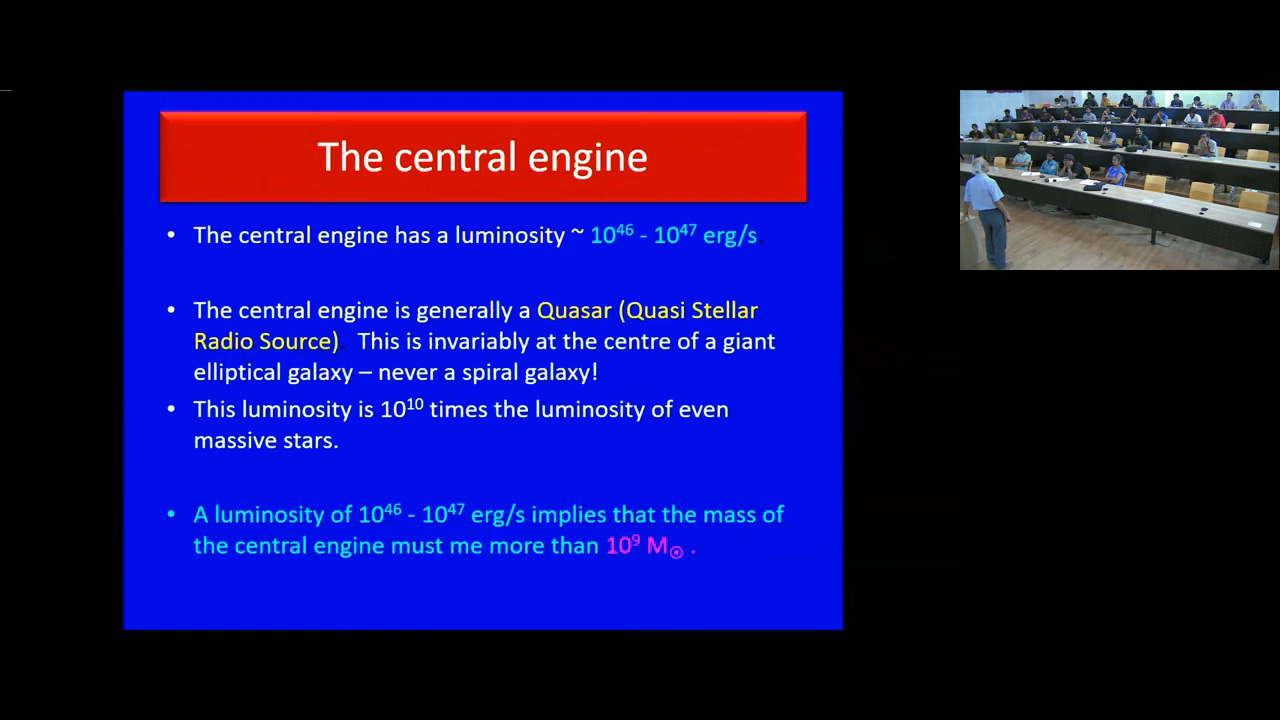 The central engine
• The central engine has a luminosity ~ 10⁴⁶ - 10⁴⁷ erg/s.
• The central engine is generally a Quasar (Quasi Stellar
Radio Source). This is invariably at the centre of a giant
elliptical galaxy – never a spiral galaxy!
• This luminosity is 10¹⁰ times the luminosity of even
massive stars.
• A luminosity of 10⁴⁶ - 10⁴⁷ erg/s implies that the mass of
the central engine must me more than 10⁹ M☉ .